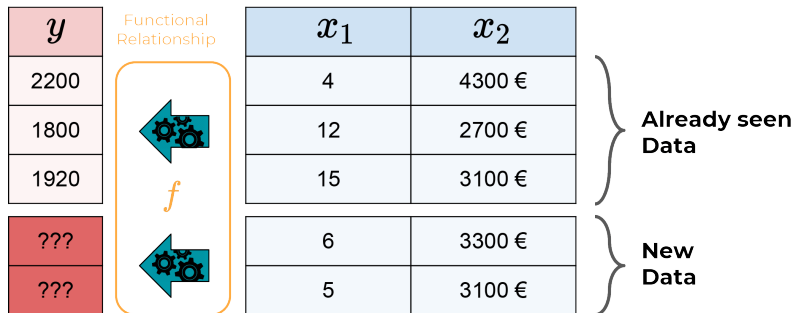 y
Functional
Relationship
x₁ x₂
2200 4 4300 €
1800 12 2700 €
1920 15 3100 €
Already seen
Data
f
??? 6 3300 €
??? 5 3100 €
New
Data